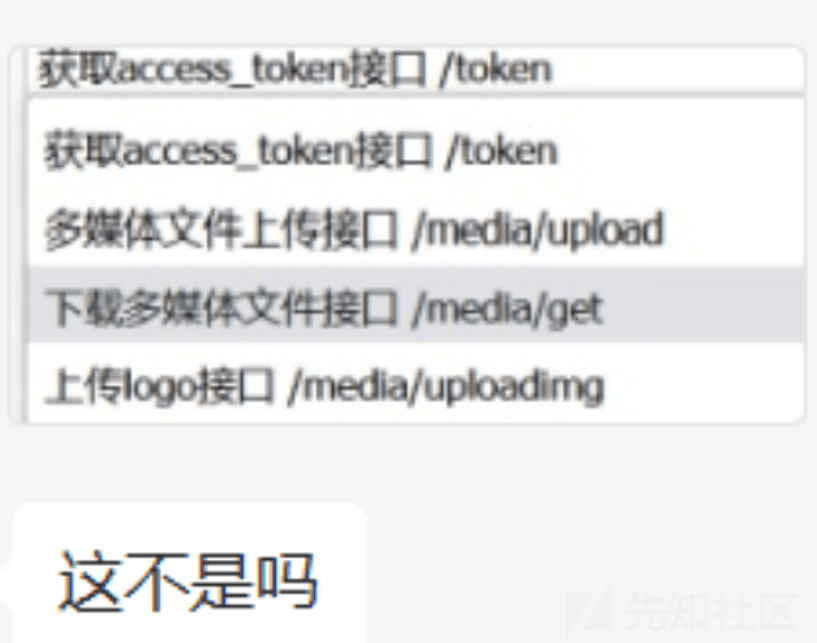 获取access_token接口 /token
获取access_token接口 /token
多媒体文件上传接口 /media/upload
下载多媒体文件接口 /media/get
上传logo接口 /media/uploadimg
这不是吗
先知社区